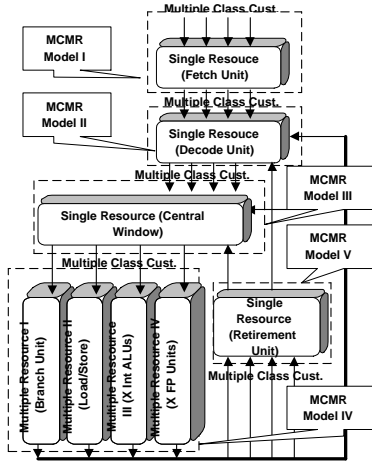 Multiple Class Cust.
MCMR
Model I
Single Resouce
(Fetch Unit)
Multiple Class Cust.
MCMR
Model II
Single Resouce
(Decode Unit)
Multiple Class Cust.
MCMR
Model III
Single Resource (Central
Window)
MCMR
Model V
Multiple Class Cust.
Multiple Resource I
(Branch Unit)
Multiple Resource II
(Load/Store)
Multiple Resource
III (X Int ALUs)
Multiple Resource IV
(X FP Units)
Single
Resource
(Retirement
Unit)
Multiple Class Cust.
MCMR
Model IV